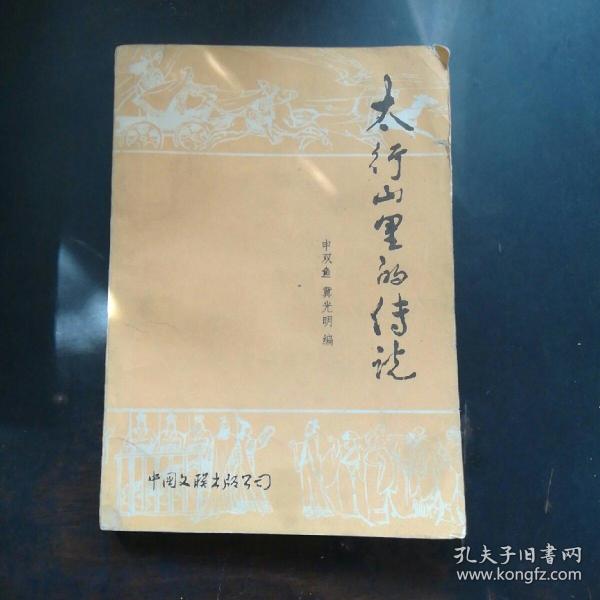 太行山里的传说
申双鱼 冀光明 编
中国文联出版公司
孔夫子旧书网
www.kongfz.com